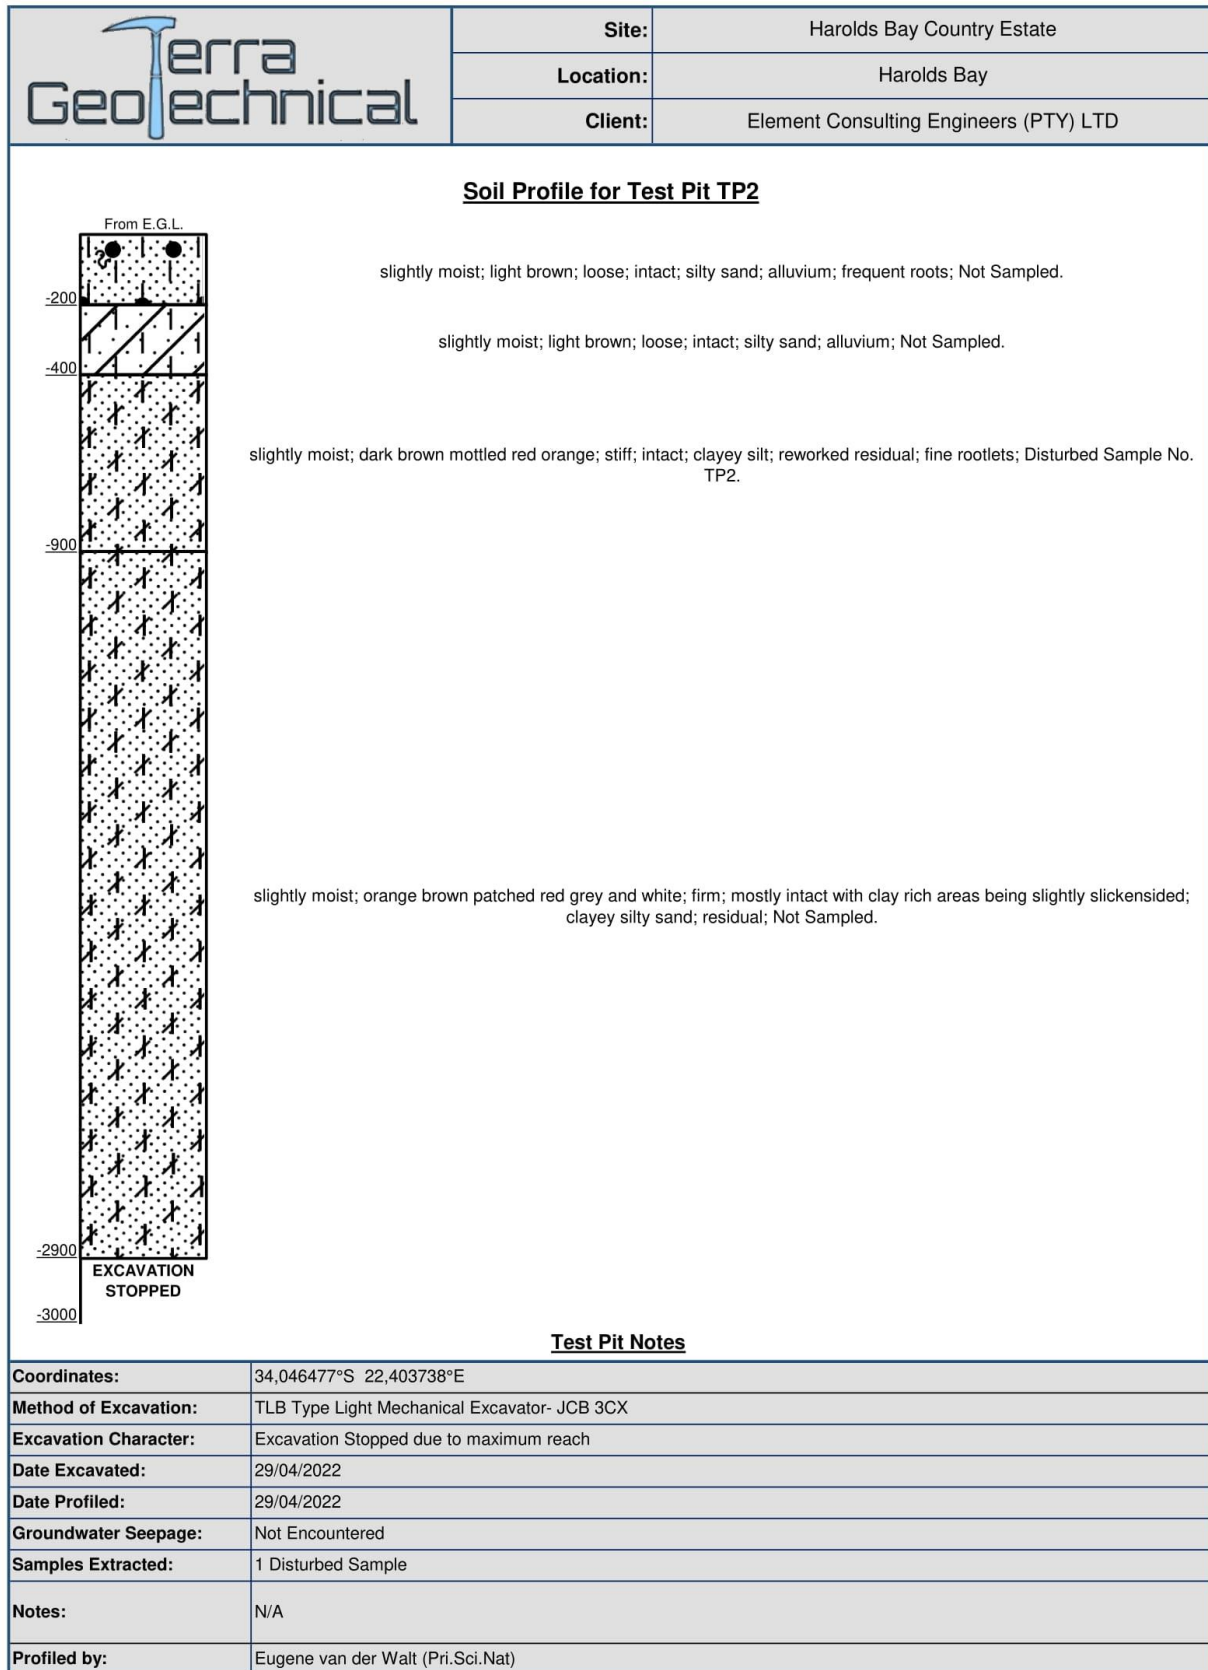 Terra
GeoTechnical
Site: Harolds Bay Country Estate
Location: Harolds Bay
Client: Element Consulting Engineers (PTY) LTD
Soil Profile for Test Pit TP2
From E.G.L.
slightly moist; light brown; loose; intact; silty sand; alluvium; frequent roots; Not Sampled.
-200
slightly moist; light brown; loose; intact; silty sand; alluvium; Not Sampled.
-400
slightly moist; dark brown mottled red orange; stiff; intact; clayey silt; reworked residual; fine rootlets; Disturbed Sample No.
TP2.
-900
slightly moist; orange brown patched red grey and white; firm; mostly intact with clay rich areas being slightly slickensided;
clayey silty sand; residual; Not Sampled.
-2900
EXCAVATION
STOPPED
-3000
Test Pit Notes
Coordinates: 34,046477°S 22,403738°E
Method of Excavation: TLB Type Light Mechanical Excavator- JCB 3CX
Excavation Character: Excavation Stopped due to maximum reach
Date Excavated: 29/04/2022
Date Profiled: 29/04/2022
Groundwater Seepage: Not Encountered
Samples Extracted: 1 Disturbed Sample
Notes: N/A
Profiled by: Eugene van der Walt (Pri.Sci.Nat)